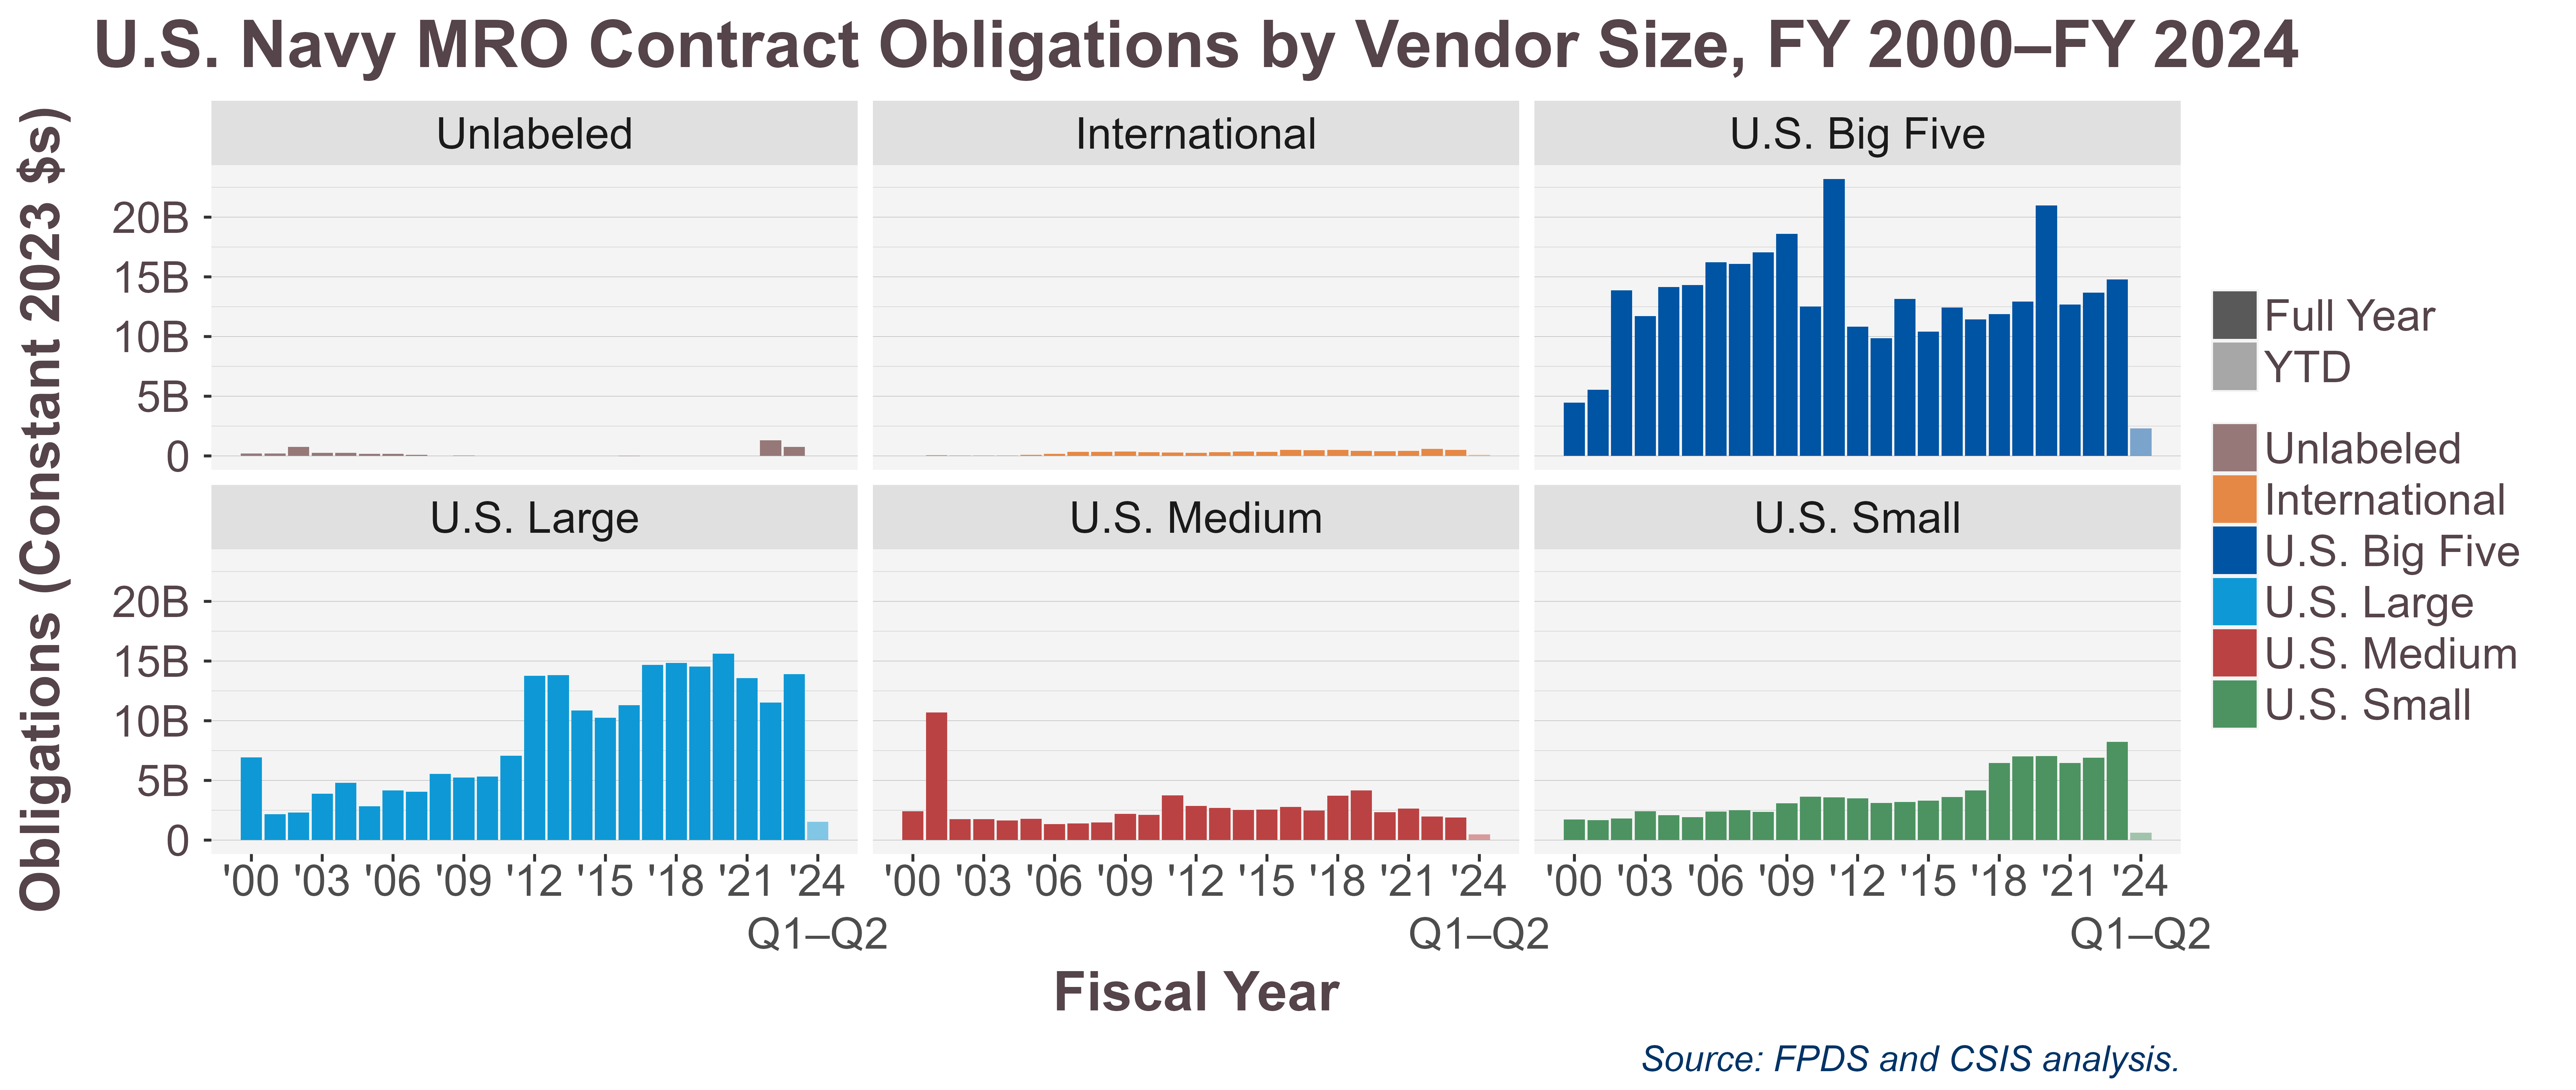 U.S. Navy MRO Contract Obligations by Vendor Size, FY 2000–FY 2024
Obligations (Constant 2023 $s)
Unlabeled
International
U.S. Big Five
20B
15B
10B
5B
0
U.S. Large
U.S. Medium
U.S. Small
20B
15B
10B
5B
0
'00 '03 '06 '09 '12 '15 '18 '21 '24
Q1–Q2
'00 '03 '06 '09 '12 '15 '18 '21 '24
Q1–Q2
'00 '03 '06 '09 '12 '15 '18 '21 '24
Q1–Q2
Fiscal Year
Full Year
YTD
Unlabeled
International
U.S. Big Five
U.S. Large
U.S. Medium
U.S. Small
Source: FPDS and CSIS analysis.